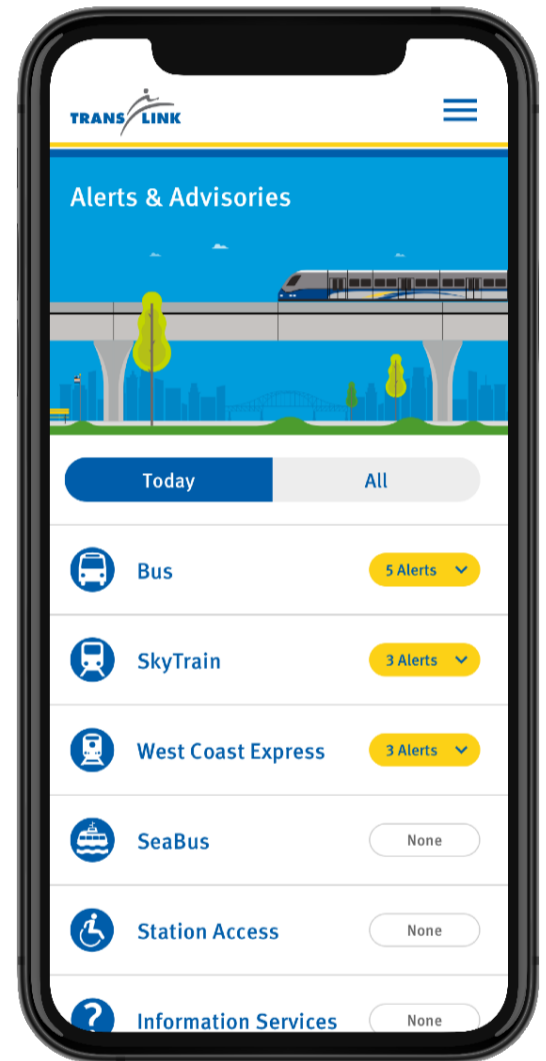 TRANS LINK
Alerts & Advisories
Today All
Bus 5 Alerts
SkyTrain 3 Alerts
West Coast Express 3 Alerts
SeaBus None
Station Access None
? Information Services None